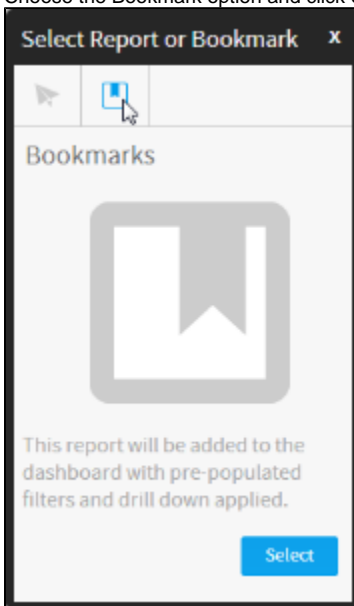 Choose the Bookmark option and click
Select Report or Bookmark x
Bookmarks
This report will be added to the
dashboard with pre-populated
filters and drill down applied.
Select